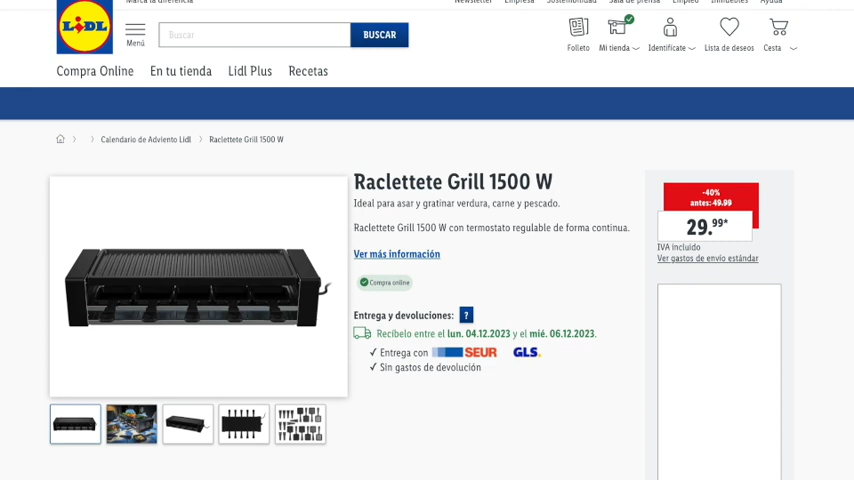 Marca la diferencia
Newsletter Empresa Sostenibilidad Sala de prensa Empleo Inmuebles Ayuda
LIDL
Menú
Buscar
BUSCAR
Folleto Mi tienda Identifícate Lista de deseos Cesta
Compra Online En tu tienda Lidl Plus Recetas
Calendario de Adviento Lidl Raclettete Grill 1500 W
Raclettete Grill 1500 W
Ideal para asar y gratinar verdura, carne y pescado.
Raclettete Grill 1500 W con termostato regulable de forma continua.
Ver más información
Compra online
Entrega y devoluciones: ?
Recíbelo entre el lun. 04.12.2023 y el mié. 06.12.2023.
✓ Entrega con SEUR GLS.
✓ Sin gastos de devolución
-40%
antes: 49.99
29.99*
IVA incluido
Ver gastos de envío estándar